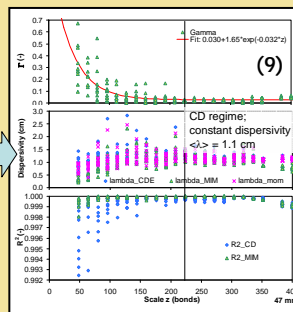 0.7
0.6
0.5
0.4
0.3
0.2
0.1
0.0
Γ (-)
Gamma
Fit: 0.030+1.65*exp(-0.032*z)
(9)
3.0
2.5
2.0
1.5
1.0
0.5
0.0
Dispersivity (cm)
CD regime;
constant dispersivity
<λ> = 1.1 cm
lambda_CDE lambda_MIM lambda_mom
1.000
0.999
0.998
0.997
0.996
0.995
0.994
0.993
0.992
R² (-)
R2_CD
R2_MIM
0 50 100 150 200 250 300 350 400
Scale z (bonds)